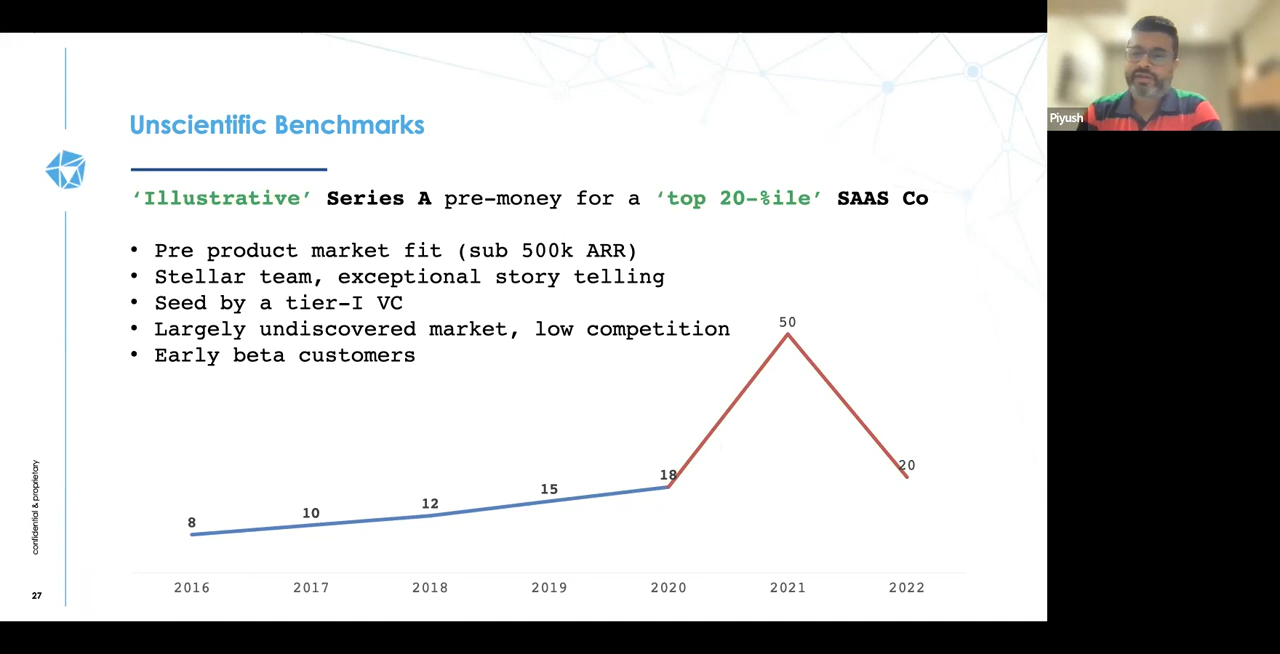 Unscientific Benchmarks
‘Illustrative’ Series A pre-money for a ‘top 20-%ile’ SAAS Co
• Pre product market fit (sub 500k ARR)
• Stellar team, exceptional story telling
• Seed by a tier-I VC
• Largely undiscovered market, low competition
• Early beta customers
8
10
12
15
18
50
20
2016 2017 2018 2019 2020 2021 2022
confidential & proprietary
27
Piyush